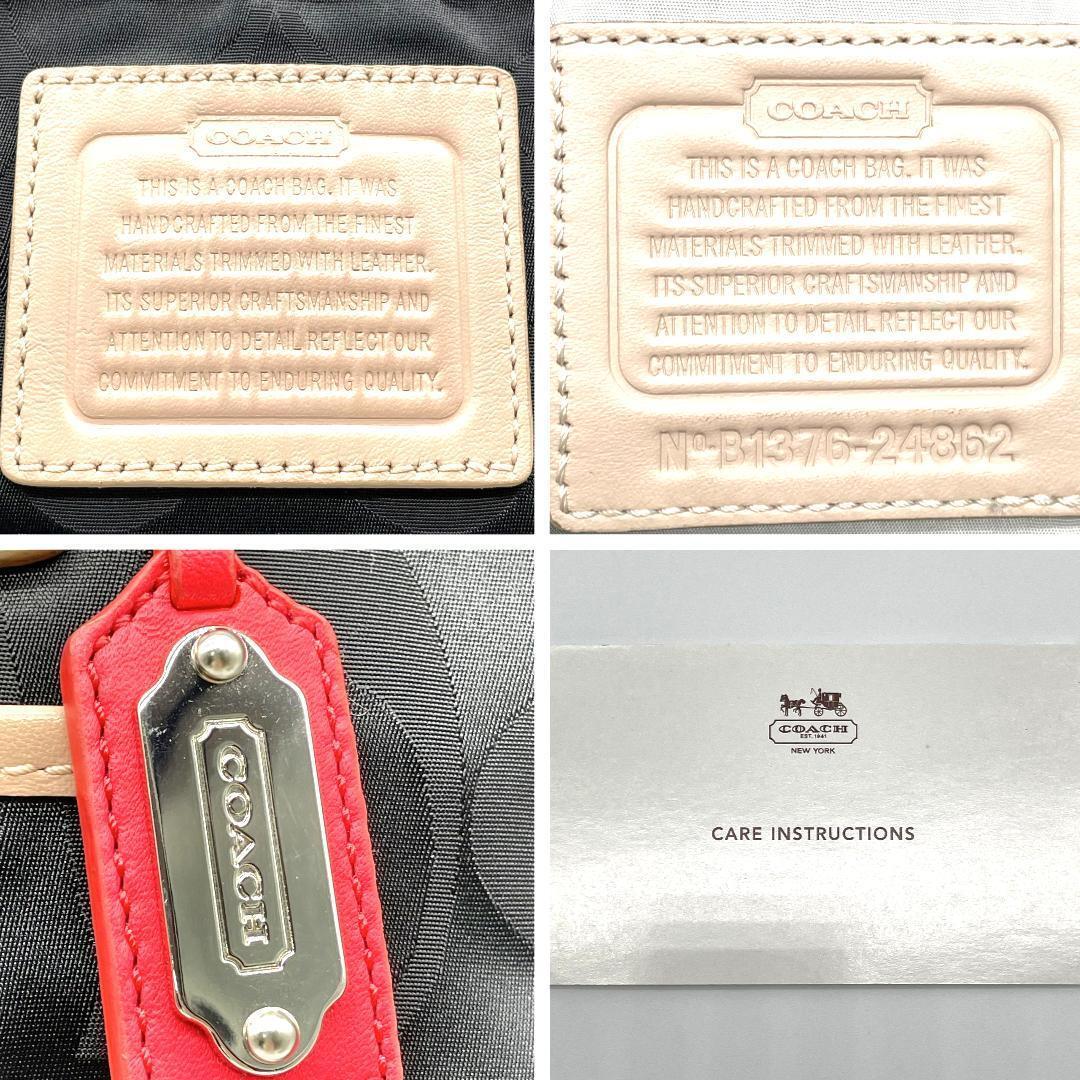 COACH
THIS IS A COACH BAG. IT WAS
HANDCRAFTED FROM THE FINEST
MATERIALS TRIMMED WITH LEATHER.
ITS SUPERIOR CRAFTSMANSHIP AND
ATTENTION TO DETAIL REFLECT OUR
COMMITMENT TO ENDURING QUALITY.
COACH
THIS IS A COACH BAG. IT WAS
HANDCRAFTED FROM THE FINEST
MATERIALS TRIMMED WITH LEATHER.
ITS SUPERIOR CRAFTSMANSHIP AND
ATTENTION TO DETAIL REFLECT OUR
COMMITMENT TO ENDURING QUALITY.
Nº B1376-24862
COACH
COACH
EST. 1941
NEW YORK
CARE INSTRUCTIONS